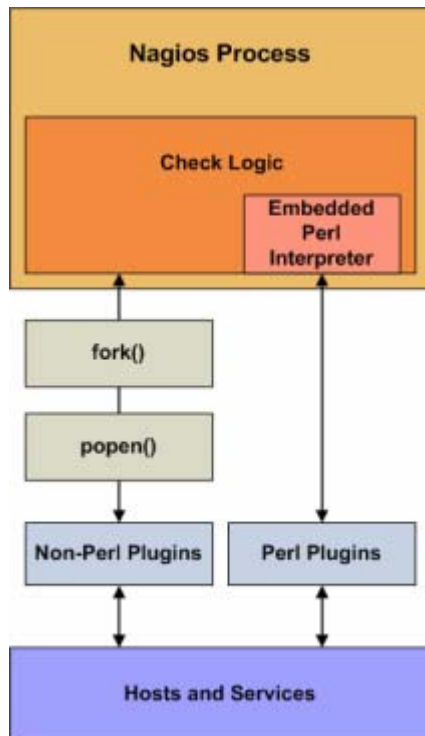 Nagios Process
Check Logic
Embedded
Perl
Interpreter
fork()
popen()
Non-Perl Plugins
Perl Plugins
Hosts and Services